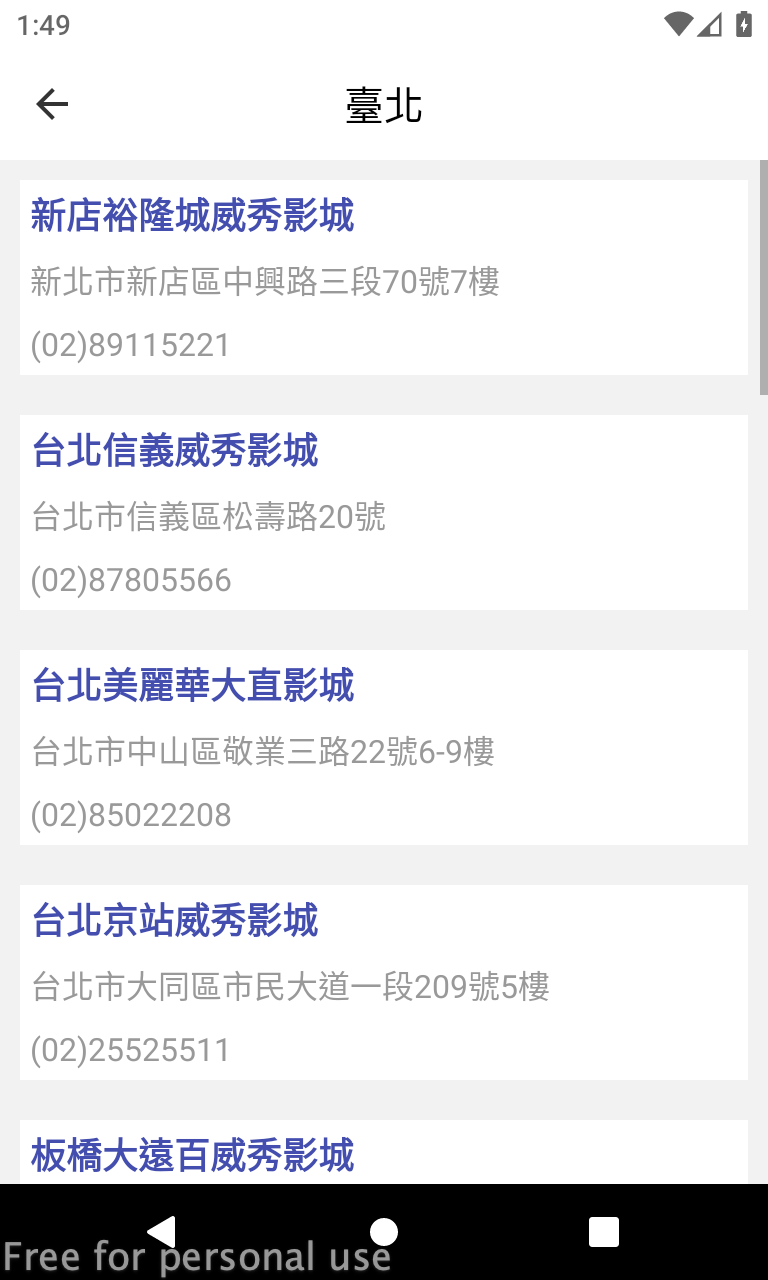 1:49
臺北
新店裕隆城威秀影城
新北市新店區中興路三段70號7樓
(02)89115221
台北信義威秀影城
台北市信義區松壽路20號
(02)87805566
台北美麗華大直影城
台北市中山區敬業三路22號6-9樓
(02)85022208
台北京站威秀影城
台北市大同區市民大道一段209號5樓
(02)25525511
板橋大遠百威秀影城
Free for personal use